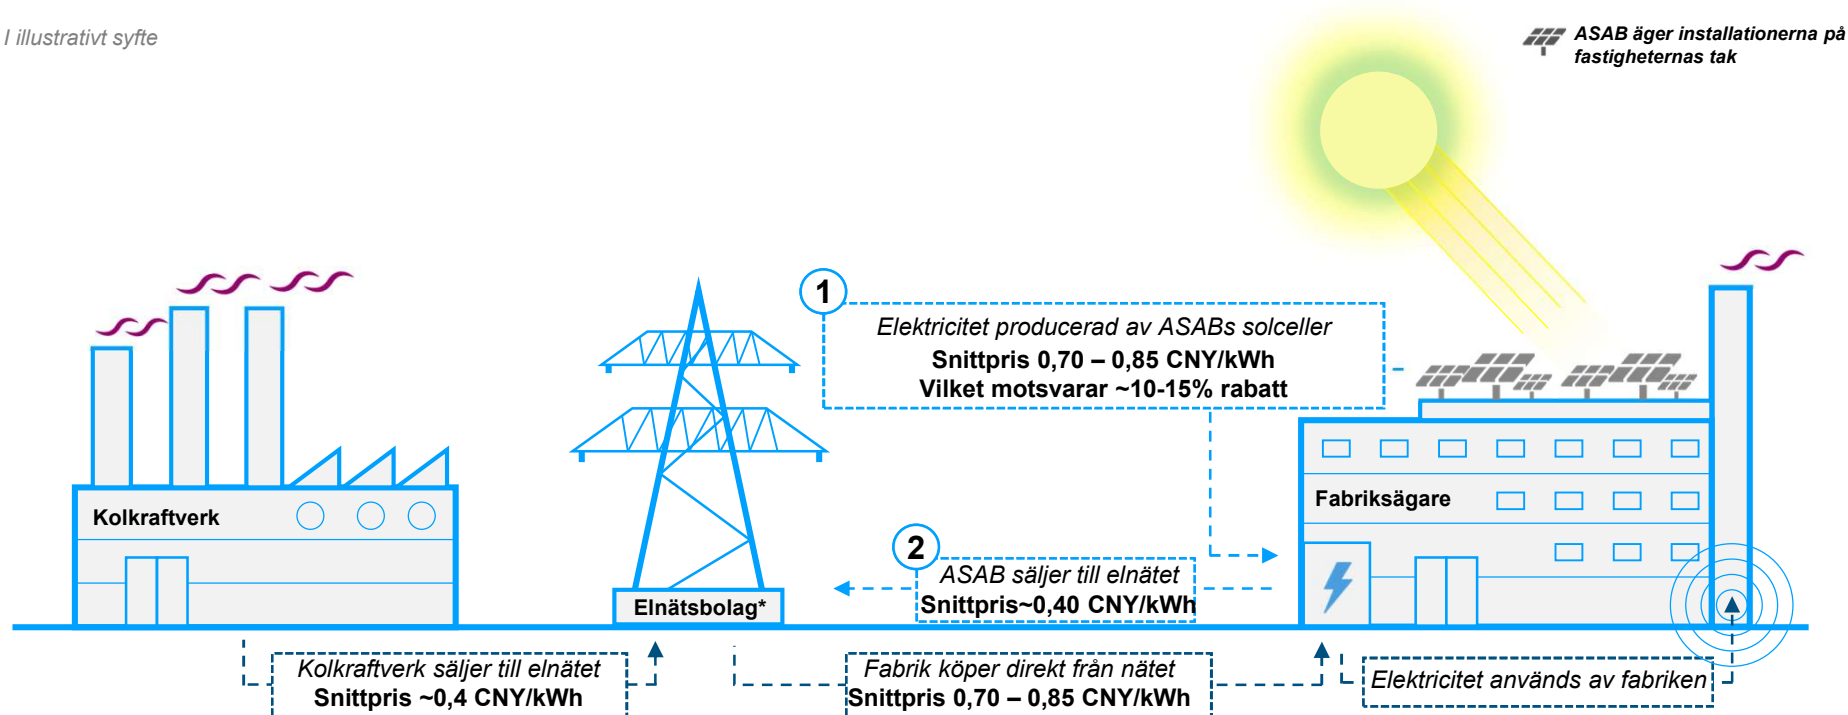 I illustrativt syfte
ASAB äger installationerna på
fastigheternas tak
1
Elektricitet producerad av ASABs solceller
Snittpris 0,70 – 0,85 CNY/kWh
Vilket motsvarar ~10-15% rabatt
Kolkraftverk
Fabriksägare
2
ASAB säljer till elnätet
Snittpris~0,40 CNY/kWh
Elnätsbolag*
Kolkraftverk säljer till elnätet
Snittpris ~0,4 CNY/kWh
Fabrik köper direkt från nätet
Snittpris 0,70 – 0,85 CNY/kWh
Elektricitet används av fabriken